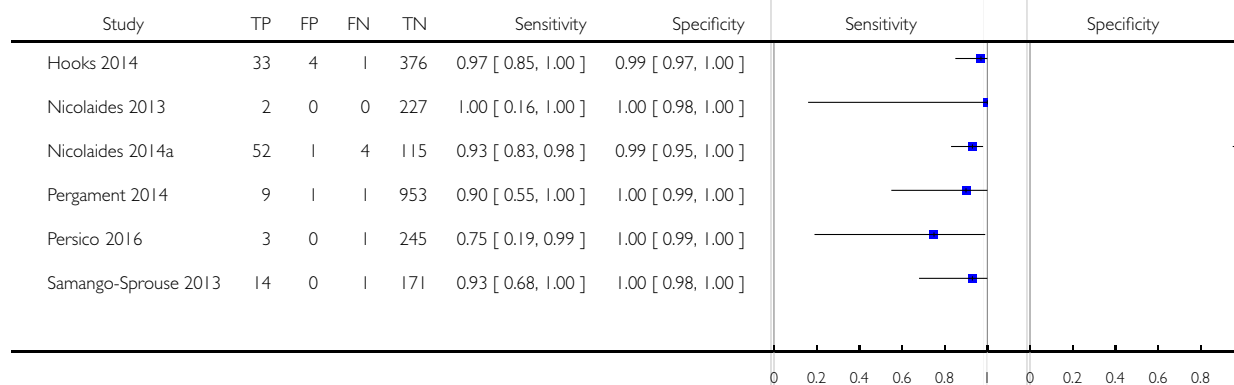 Study TP FP FN TN Sensitivity Specificity Sensitivity Specificity
Hooks 2014 33 4 1 376 0.97 [ 0.85, 1.00 ] 0.99 [ 0.97, 1.00 ]
Nicolaides 2013 2 0 0 227 1.00 [ 0.16, 1.00 ] 1.00 [ 0.98, 1.00 ]
Nicolaides 2014a 52 1 4 115 0.93 [ 0.83, 0.98 ] 0.99 [ 0.95, 1.00 ]
Pergament 2014 9 1 1 953 0.90 [ 0.55, 1.00 ] 1.00 [ 0.99, 1.00 ]
Persico 2016 3 0 1 245 0.75 [ 0.19, 0.99 ] 1.00 [ 0.99, 1.00 ]
Samango-Sprouse 2013 14 0 1 171 0.93 [ 0.68, 1.00 ] 1.00 [ 0.98, 1.00 ]
0 0.2 0.4 0.6 0.8 1 0 0.2 0.4 0.6 0.8